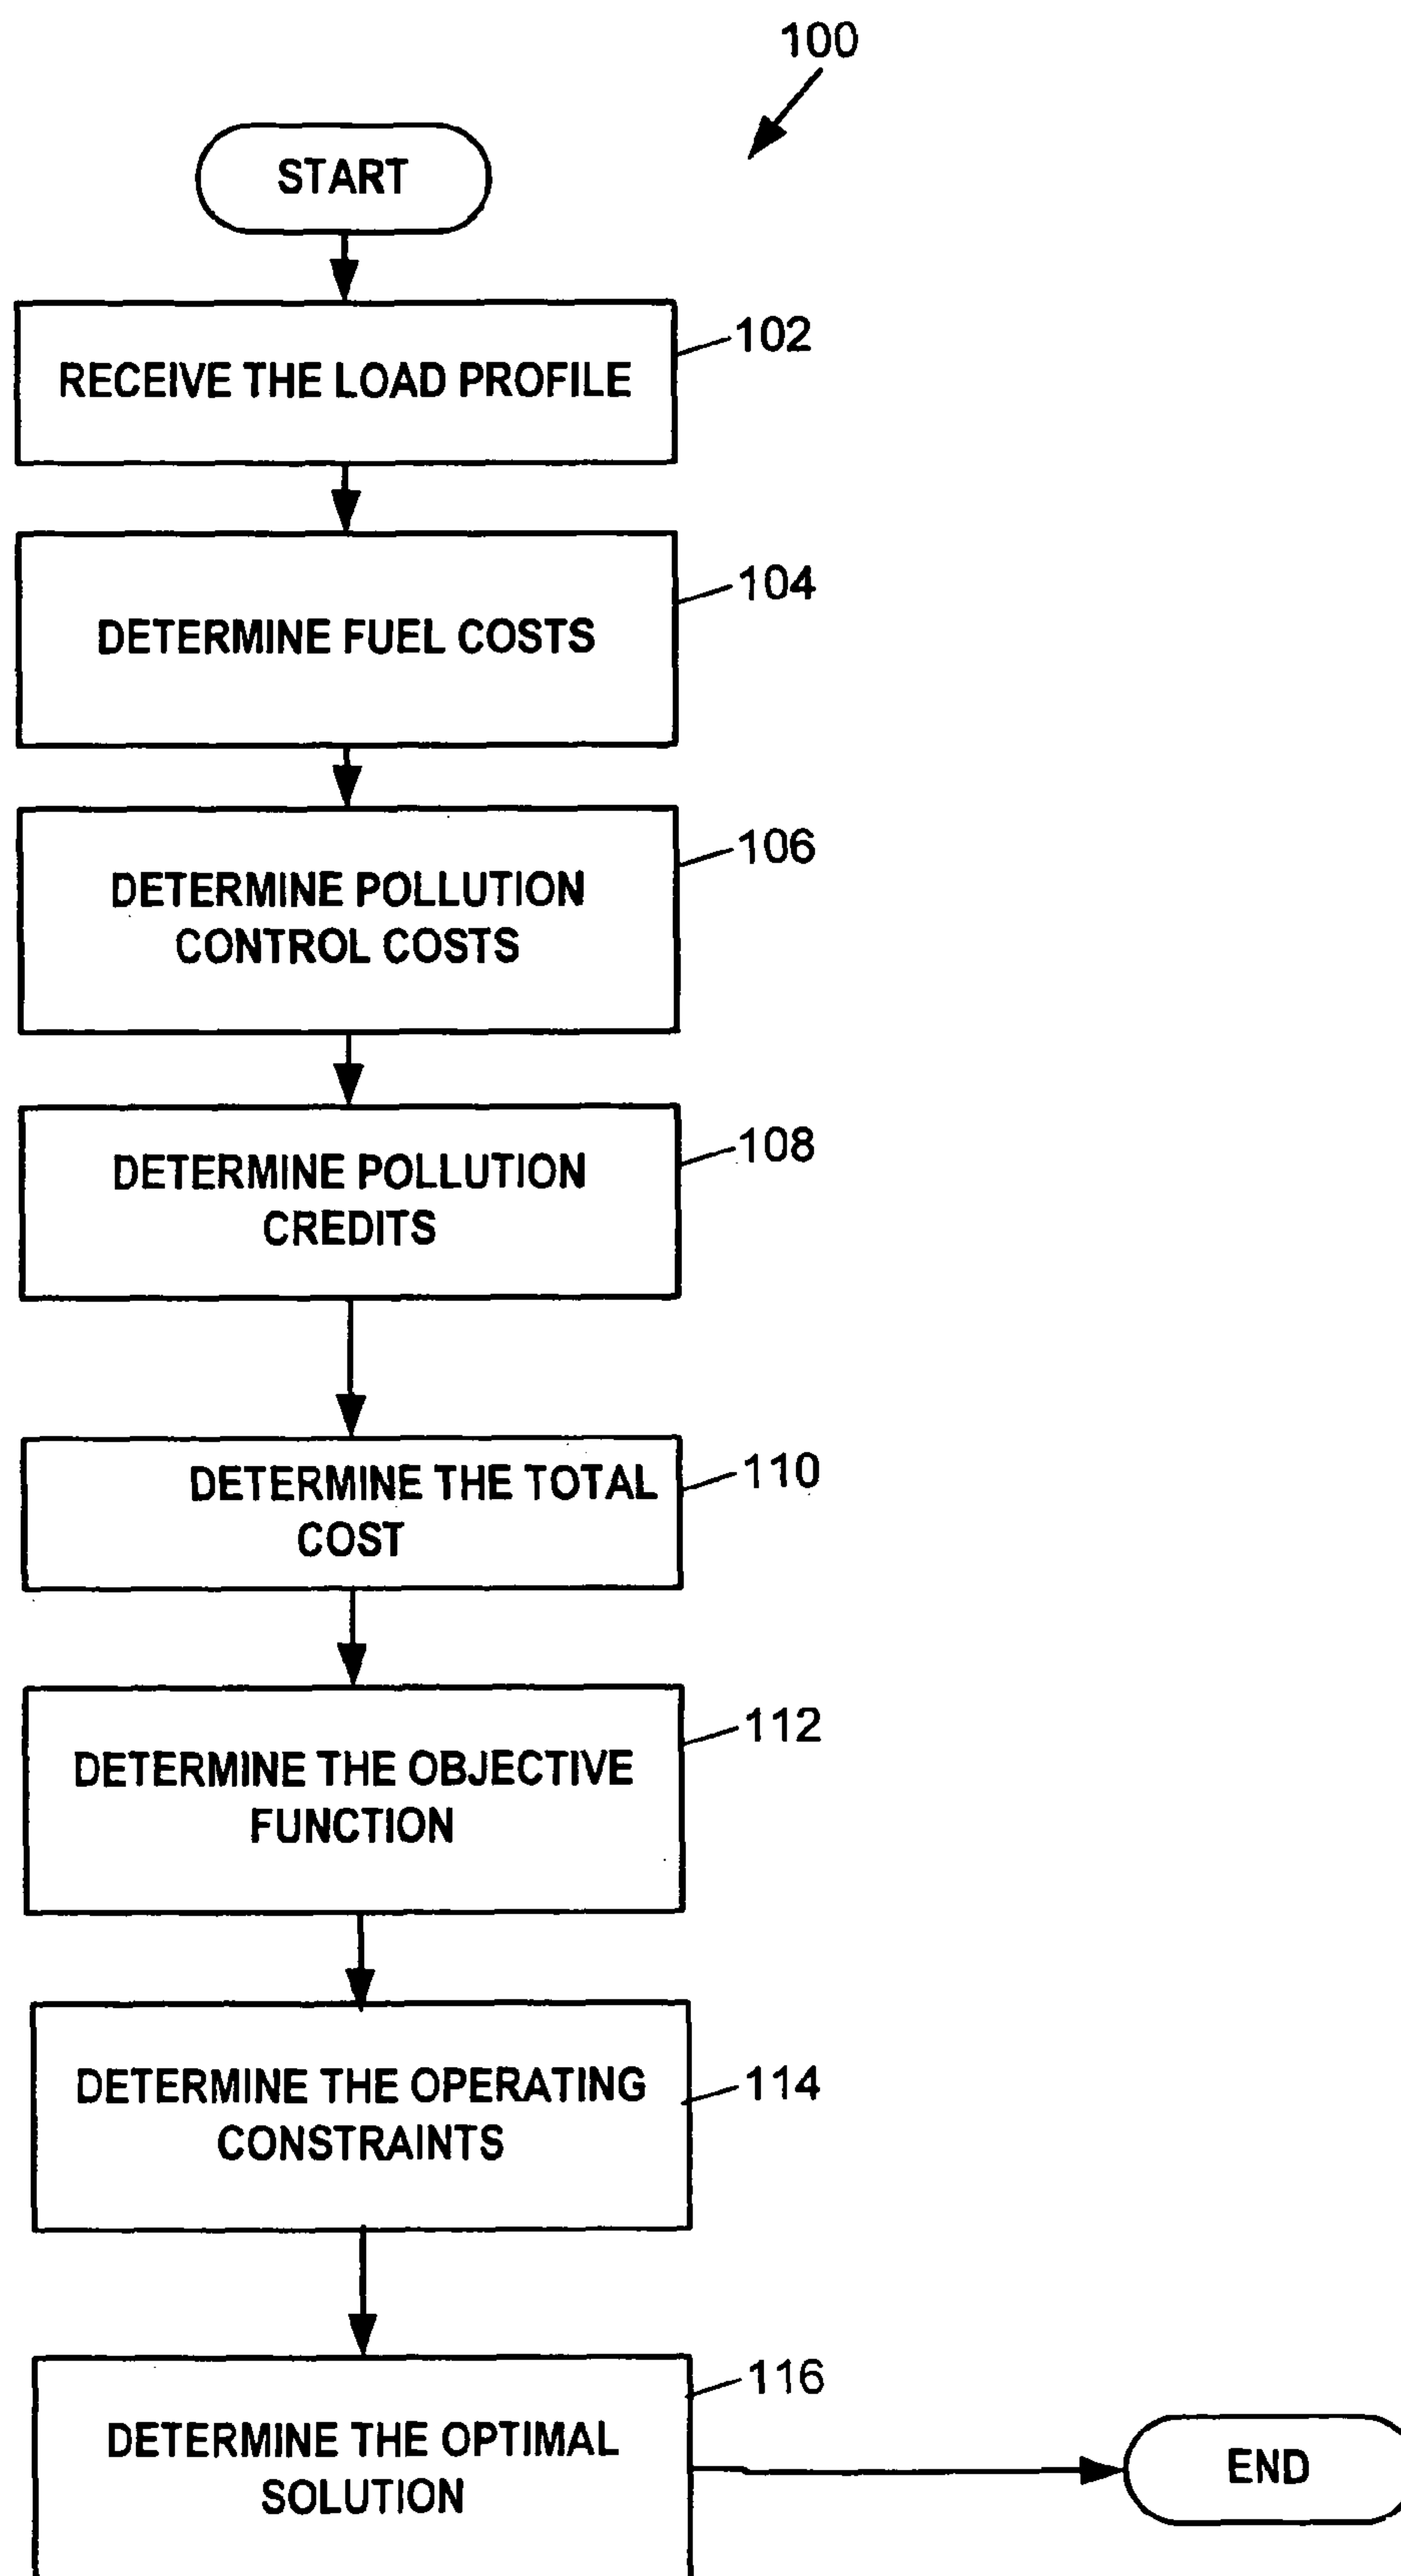 100
START
102
RECEIVE THE LOAD PROFILE
104
DETERMINE FUEL COSTS
106
DETERMINE POLLUTION
CONTROL COSTS
108
DETERMINE POLLUTION
CREDITS
110
DETERMINE THE TOTAL
COST
112
DETERMINE THE OBJECTIVE
FUNCTION
114
DETERMINE THE OPERATING
CONSTRAINTS
116
DETERMINE THE OPTIMAL
SOLUTION
END